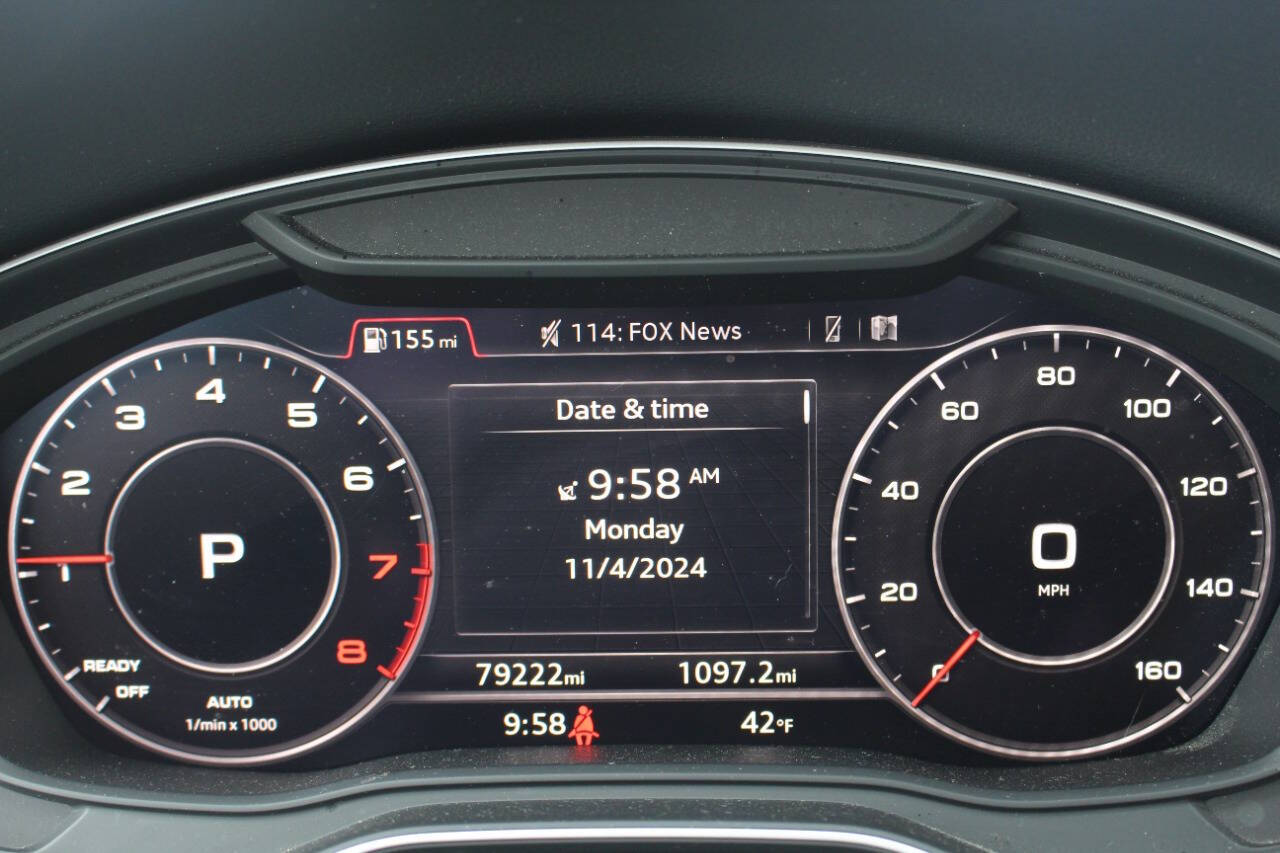 155 mi
114: FOX News
Date & time
9:58 AM
Monday
11/4/2024
79222mi
1097.2mi
9:58
42°F
1
2
3
4
5
6
7
8
P
READY
OFF
AUTO
1/min x 1000
0
20
40
60
80
100
120
140
160
0
MPH